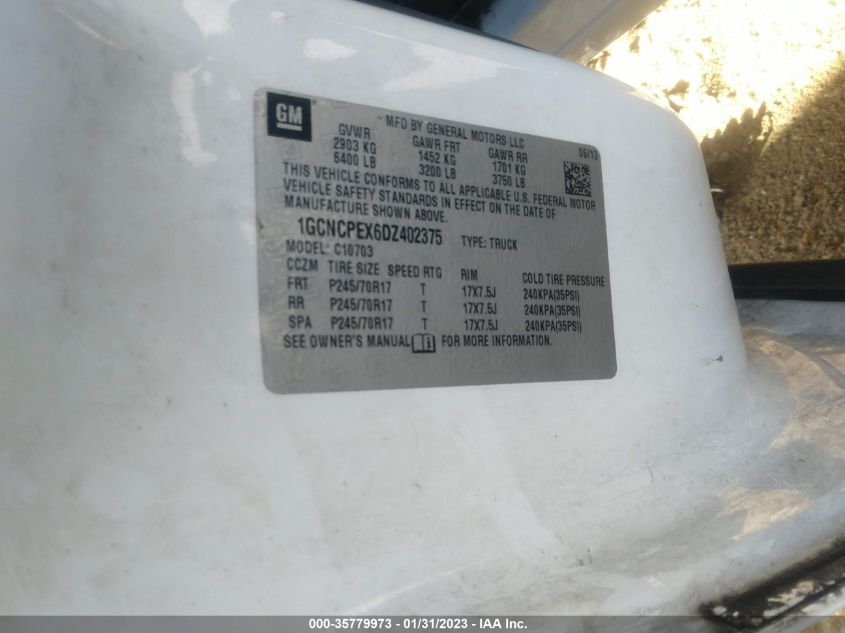 GM
MFD BY GENERAL MOTORS LLC
06/13
GVWR GAWR FRT GAWR RR
2903 KG 1452 KG 1701 KG
6400 LB 3200 LB 3750 LB
THIS VEHICLE CONFORMS TO ALL APPLICABLE U.S. FEDERAL MOTOR
VEHICLE SAFETY STANDARDS IN EFFECT ON THE DATE OF
MANUFACTURE SHOWN ABOVE.
1GCNCPEX6DZ402375 TYPE: TRUCK
MODEL: C10703
CCZM TIRE SIZE SPEED RTG RIM COLD TIRE PRESSURE
FRT P245/70R17 T 17X7.5J 240KPA(35PSI)
RR P245/70R17 T 17X7.5J 240KPA(35PSI)
SPA P245/70R17 T 17X7.5J 240KPA(35PSI)
SEE OWNER'S MANUAL FOR MORE INFORMATION.
000-35779973 - 01/31/2023 - IAA Inc.